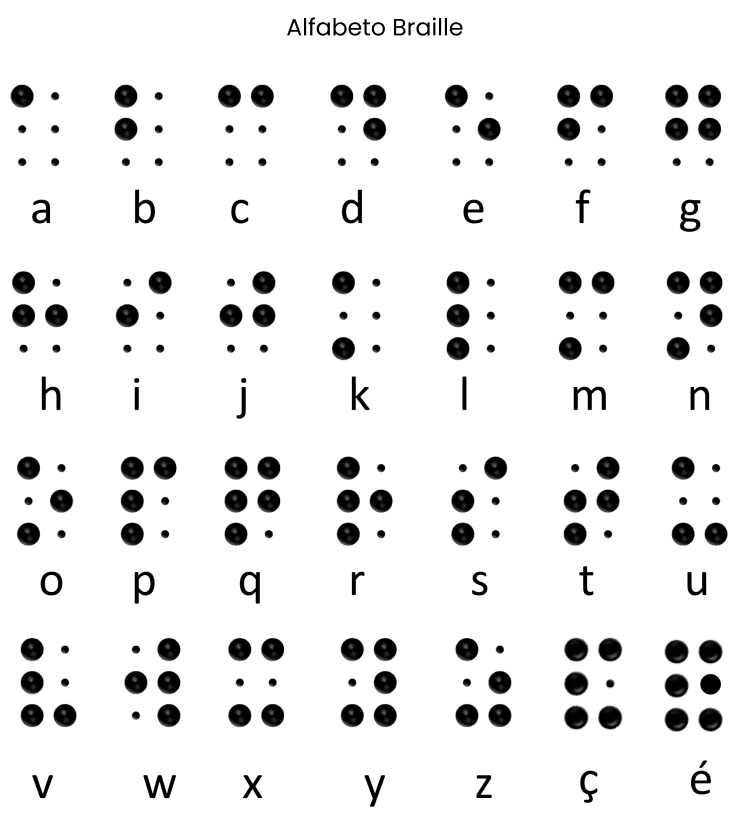 Alfabeto Braille
a b c d e f g
h i j k l m n
o p q r s t u
v w x y z ç é